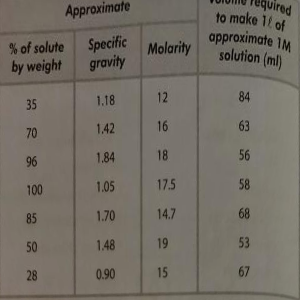 Approximate
Volume required
to make 1ℓ of
approximate 1M
solution (ml)
% of solute
by weight
Specific
gravity
Molarity
35 1.18 12 84
70 1.42 16 63
96 1.84 18 56
100 1.05 17.5 58
85 1.70 14.7 68
50 1.48 19 53
28 0.90 15 67